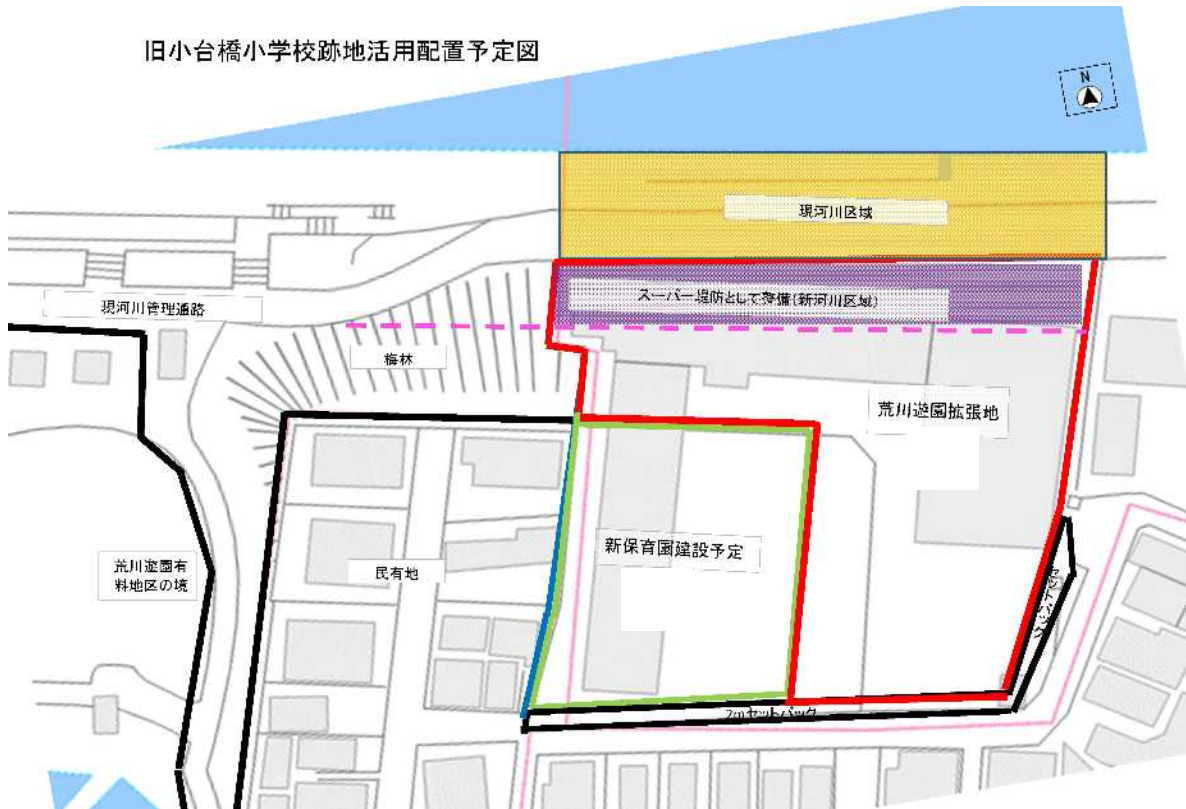 旧小台橋小学校跡地活用配置予定図
N
現河川区域
スーパー堤防として整備(新河川区域)
現河川管理通路
梅林
荒川遊園拡張地
新保育園建設予定
荒川遊園有
料地区の境
民有地
セットバック
2mセットバック